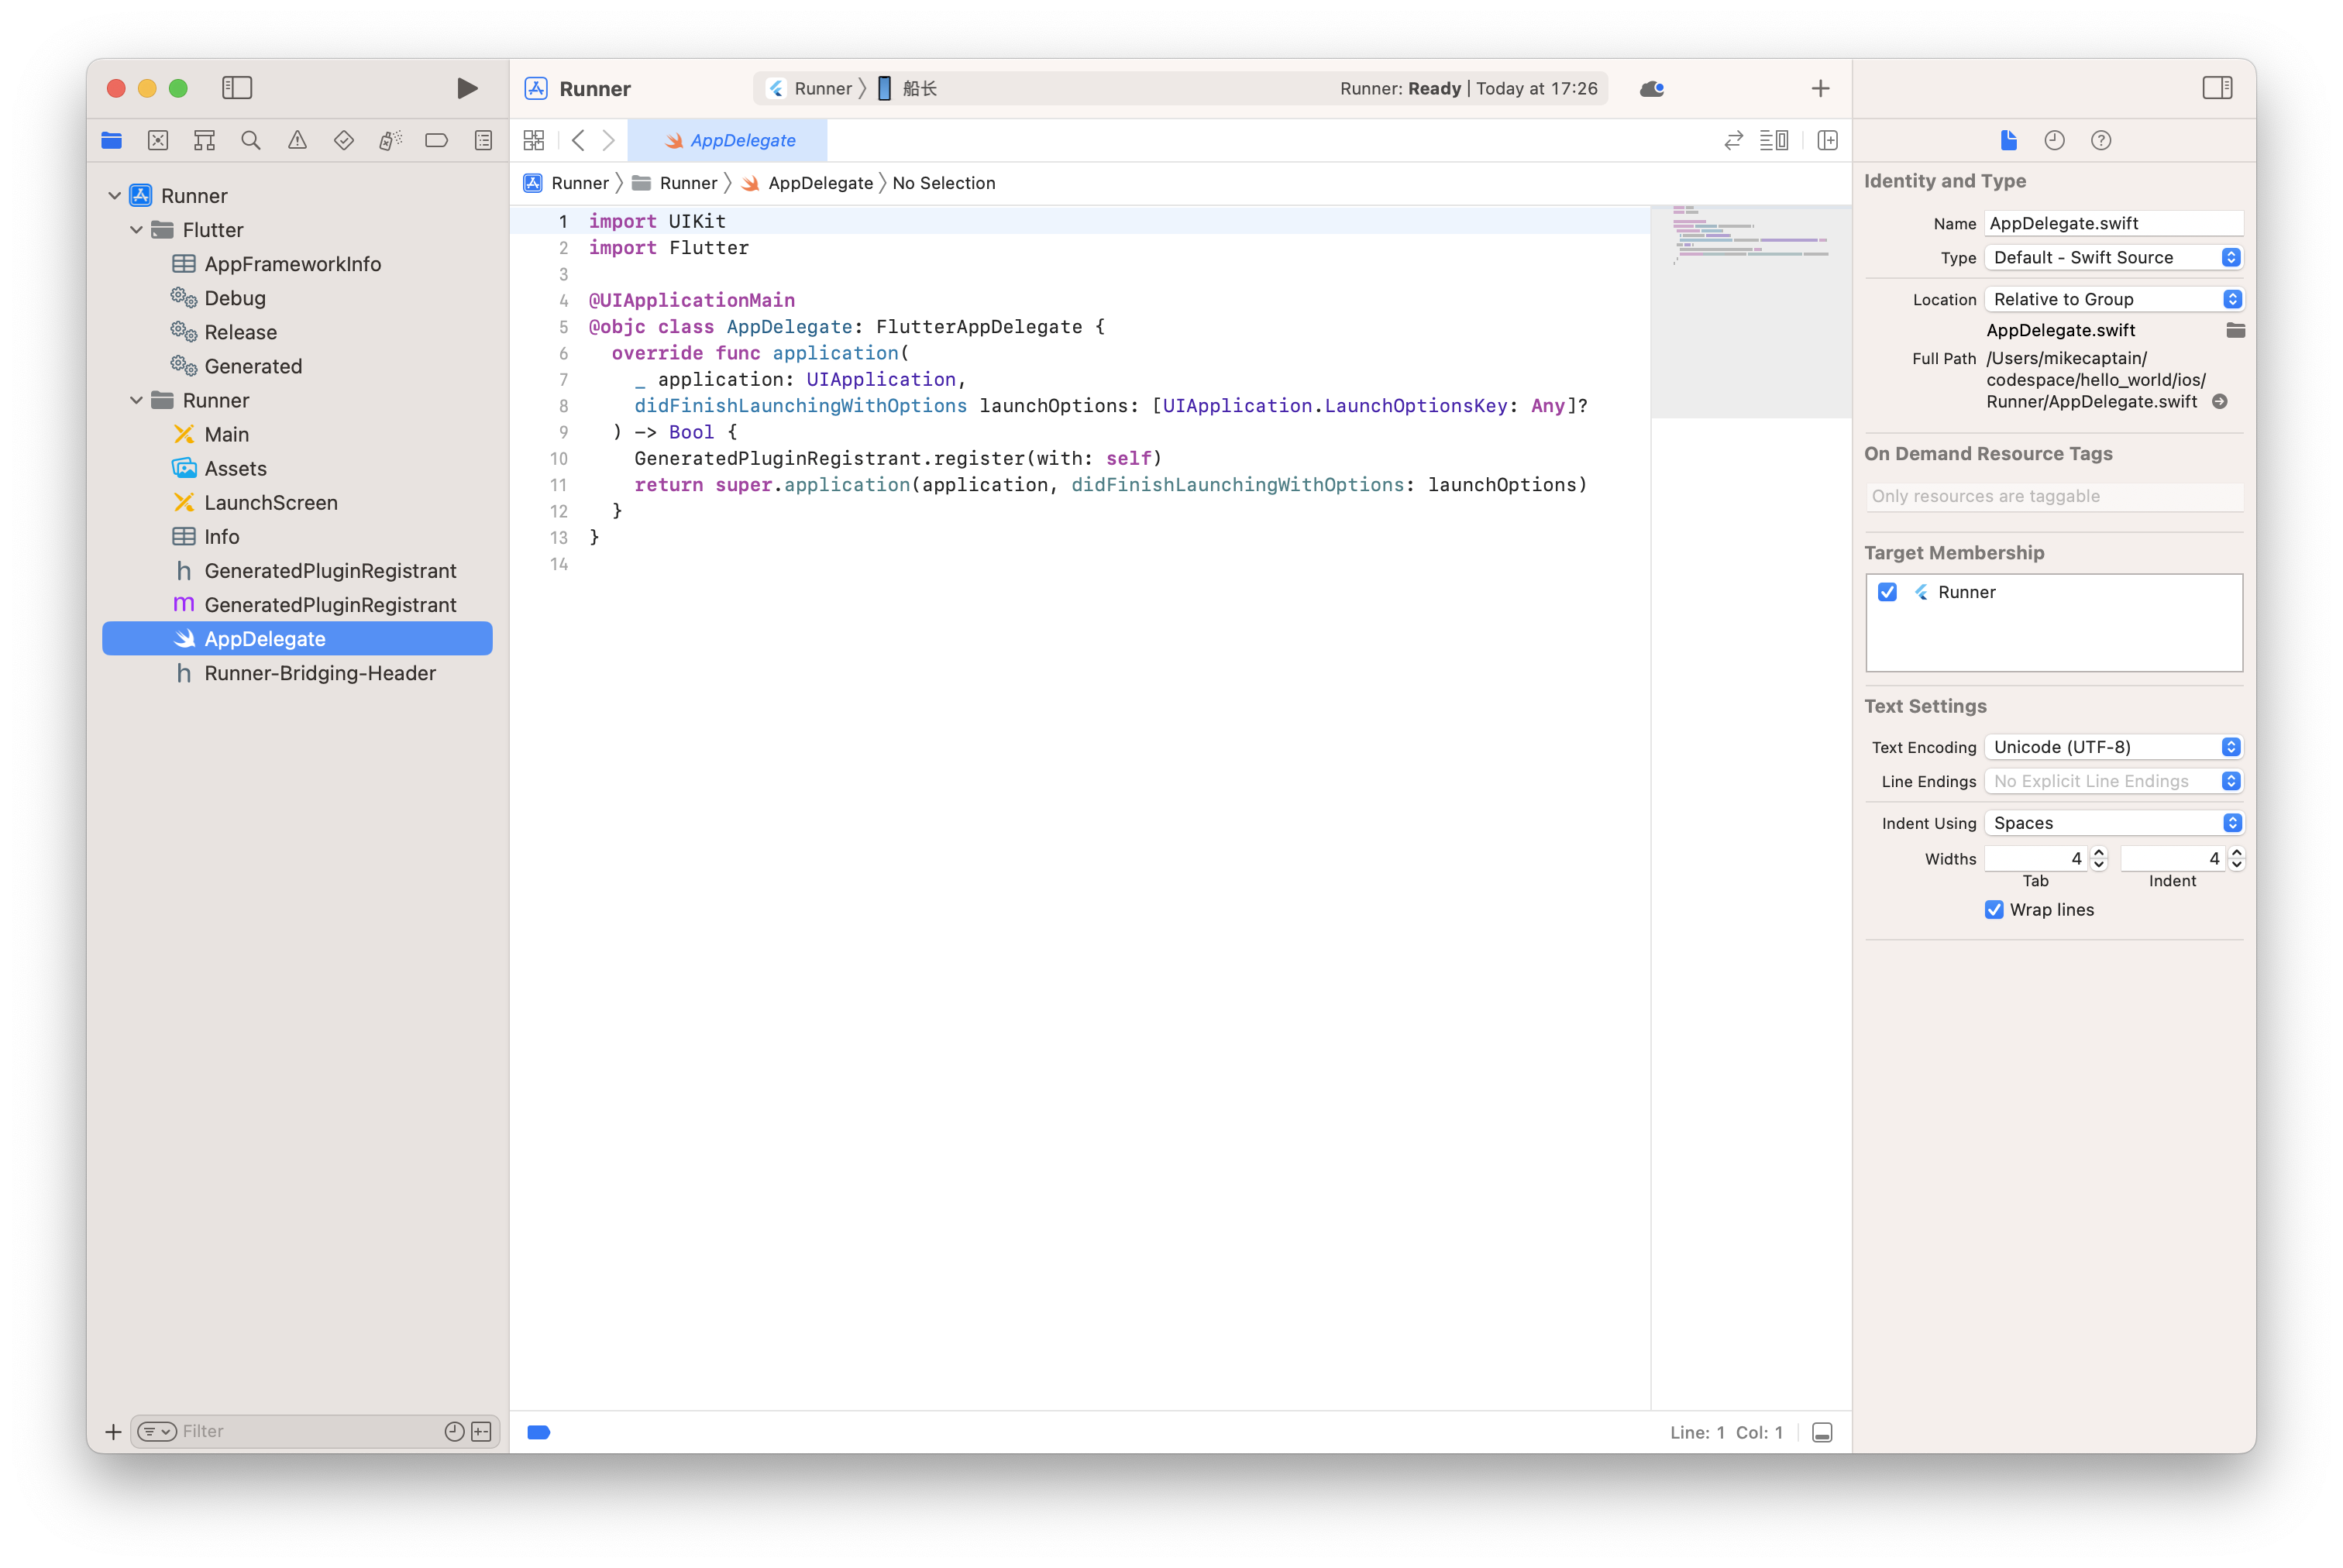 Runner
Runner 〉 船长
Runner: Ready | Today at 17:26
AppDelegate
Runner 〉 Runner 〉 AppDelegate 〉 No Selection
Runner
Flutter
AppFrameworkInfo
Debug
Release
Generated
Runner
Main
Assets
LaunchScreen
Info
h GeneratedPluginRegistrant
m GeneratedPluginRegistrant
AppDelegate
h Runner-Bridging-Header
Filter
1 import UIKit
2 import Flutter
3
4 @UIApplicationMain
5 @objc class AppDelegate: FlutterAppDelegate {
6   override func application(
7     _ application: UIApplication,
8     didFinishLaunchingWithOptions launchOptions: [UIApplication.LaunchOptionsKey: Any]?
9   ) -> Bool {
10     GeneratedPluginRegistrant.register(with: self)
11     return super.application(application, didFinishLaunchingWithOptions: launchOptions)
12   }
13 }
14
Line: 1 Col: 1
Identity and Type
Name AppDelegate.swift
Type Default - Swift Source
Location Relative to Group
AppDelegate.swift
Full Path /Users/mikecaptain/
codespace/hello_world/ios/
Runner/AppDelegate.swift
On Demand Resource Tags
Only resources are taggable
Target Membership
Runner
Text Settings
Text Encoding Unicode (UTF-8)
Line Endings No Explicit Line Endings
Indent Using Spaces
Widths 4 4
Tab Indent
Wrap lines